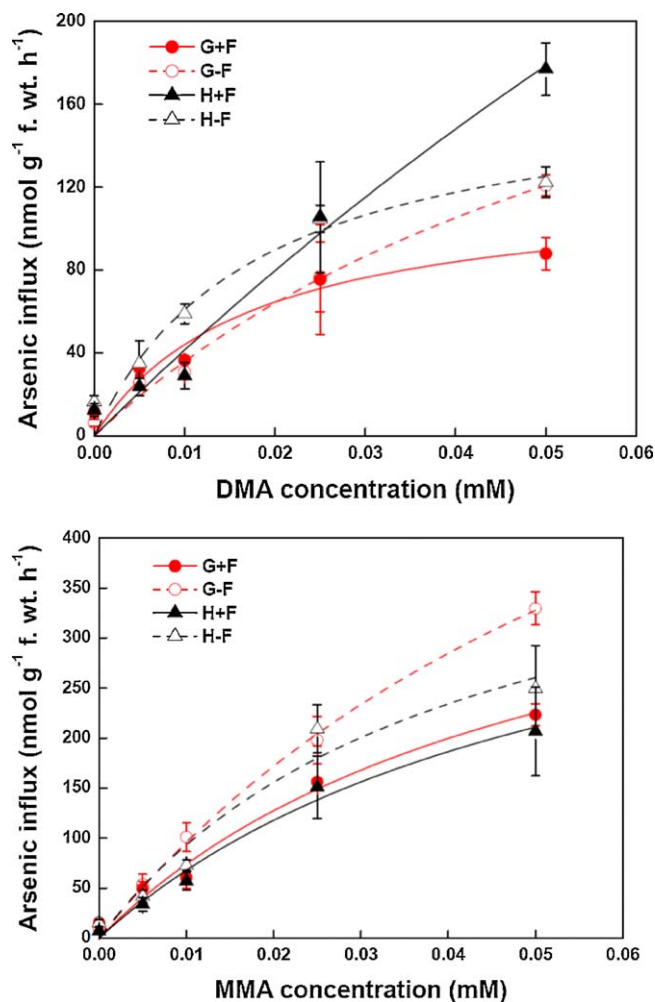 200
160
120
80
40
0
Arsenic influx (nmol g⁻¹ f. wt. h⁻¹)
G+F
G-F
H+F
H-F
0.00 0.01 0.02 0.03 0.04 0.05 0.06
DMA concentration (mM)
400
350
300
250
200
150
100
50
0
Arsenic influx (nmol g⁻¹ f. wt. h⁻¹)
G+F
G-F
H+F
H-F
0.00 0.01 0.02 0.03 0.04 0.05 0.06
MMA concentration (mM)